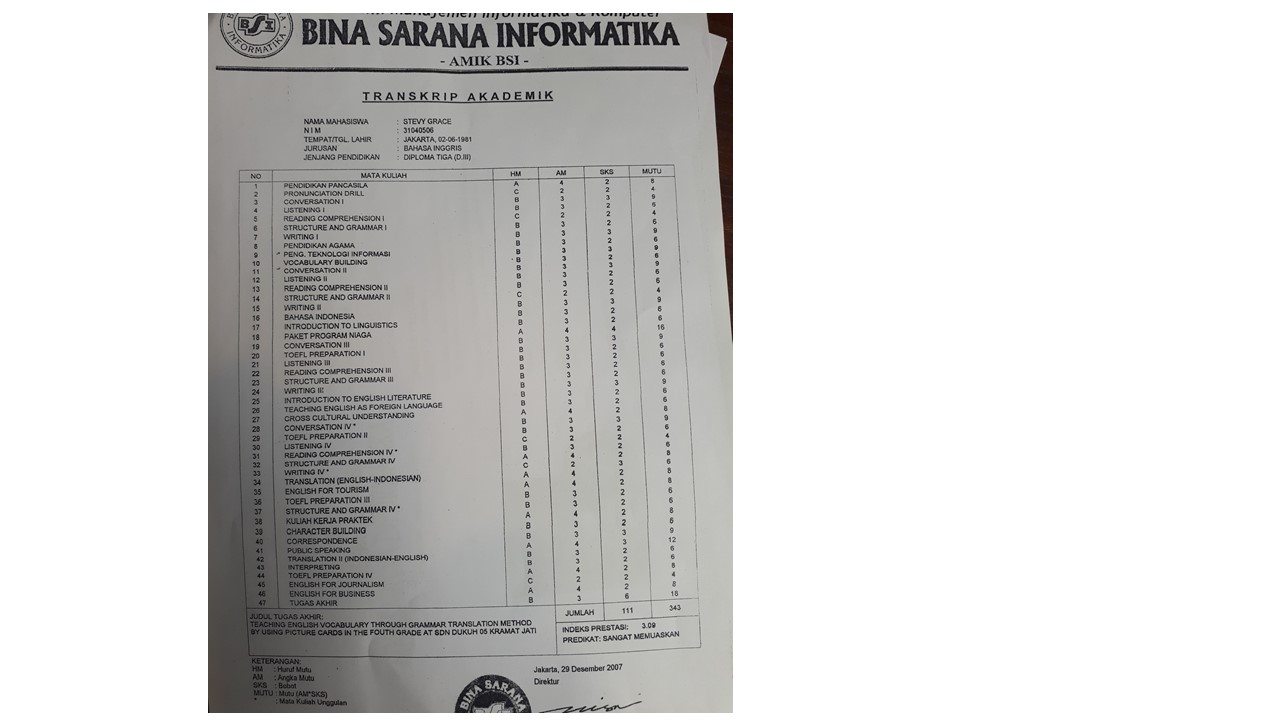 BINA SARANA INFORMATIKA
- AMIK BSI -
TRANSKRIP AKADEMIK
NAMA MAHASISWA : STEVY GRACE
N I M : 31040506
TEMPAT/TGL. LAHIR : JAKARTA, 02-06-1981
JURUSAN : BAHASA INGGRIS
JENJANG PENDIDIKAN : DIPLOMA TIGA (D.III)
NO MATA KULIAH HM AM SKS MUTU
1 PENDIDIKAN PANCASILA A 4 2 8
2 PRONUNCIATION DRILL C 2 2 4
3 CONVERSATION I B 3 3 9
4 LISTENING I B 3 2 6
5 READING COMPREHENSION I C 2 2 4
6 STRUCTURE AND GRAMMAR I B 3 2 6
7 WRITING I B 3 3 9
8 PENDIDIKAN AGAMA B 3 2 6
9 PENG. TEKNOLOGI INFORMASI B 3 3 9
10 VOCABULARY BUILDING B 3 2 6
11 CONVERSATION II B 3 3 9
12 LISTENING II B 3 2 6
13 READING COMPREHENSION II B 3 2 6
14 STRUCTURE AND GRAMMAR II C 2 2 4
15 WRITING II B 3 3 9
16 BAHASA INDONESIA B 3 2 6
17 INTRODUCTION TO LINGUISTICS B 3 2 6
18 PAKET PROGRAM NIAGA A 4 4 16
19 CONVERSATION III B 3 3 9
20 TOEFL PREPARATION I B 3 2 6
21 LISTENING III B 3 2 6
22 READING COMPREHENSION III B 3 2 6
23 STRUCTURE AND GRAMMAR III B 3 2 6
24 WRITING III B 3 3 9
25 INTRODUCTION TO ENGLISH LITERATURE B 3 2 6
26 TEACHING ENGLISH AS FOREIGN LANGUAGE B 3 2 6
27 CROSS CULTURAL UNDERSTANDING A 4 2 8
28 CONVERSATION IV * B 3 3 9
29 TOEFL PREPARATION II B 3 2 6
30 LISTENING IV C 2 2 4
31 READING COMPREHENSION IV * B 3 2 6
32 STRUCTURE AND GRAMMAR IV A 4 2 8
33 WRITING IV * C 2 3 6
34 TRANSLATION (ENGLISH-INDONESIAN) A 4 2 8
35 ENGLISH FOR TOURISM A 4 2 8
36 TOEFL PREPARATION III B 3 2 6
37 STRUCTURE AND GRAMMAR IV * B 3 2 6
38 KULIAH KERJA PRAKTEK A 4 2 8
39 CHARACTER BUILDING B 3 2 6
40 CORRESPONDENCE B 3 3 9
41 PUBLIC SPEAKING A 4 3 12
42 TRANSLATION II (INDONESIAN-ENGLISH) B 3 2 6
43 INTERPRETING B 3 2 6
44 TOEFL PREPARATION IV A 4 2 8
45 ENGLISH FOR JOURNALISM C 2 2 4
46 ENGLISH FOR BUSINESS A 4 2 8
47 TUGAS AKHIR B 3 6 18
JUMLAH 111 343
JUDUL TUGAS AKHIR:
TEACHING ENGLISH VOCABULARY THROUGH GRAMMAR TRANSLATION METHOD
BY USING PICTURE CARDS IN THE FOUTH GRADE AT SDN DUKUH 05 KRAMAT JATI
INDEKS PRESTASI: 3.09
PREDIKAT: SANGAT MEMUASKAN
KETERANGAN:
HM : Huruf Mutu
AM : Angka Mutu
SKS : Bobot
MUTU : Mutu (AM*SKS)
* : Mata Kuliah Unggulan
Jakarta, 29 Desember 2007
Direktur
BINA SARANA